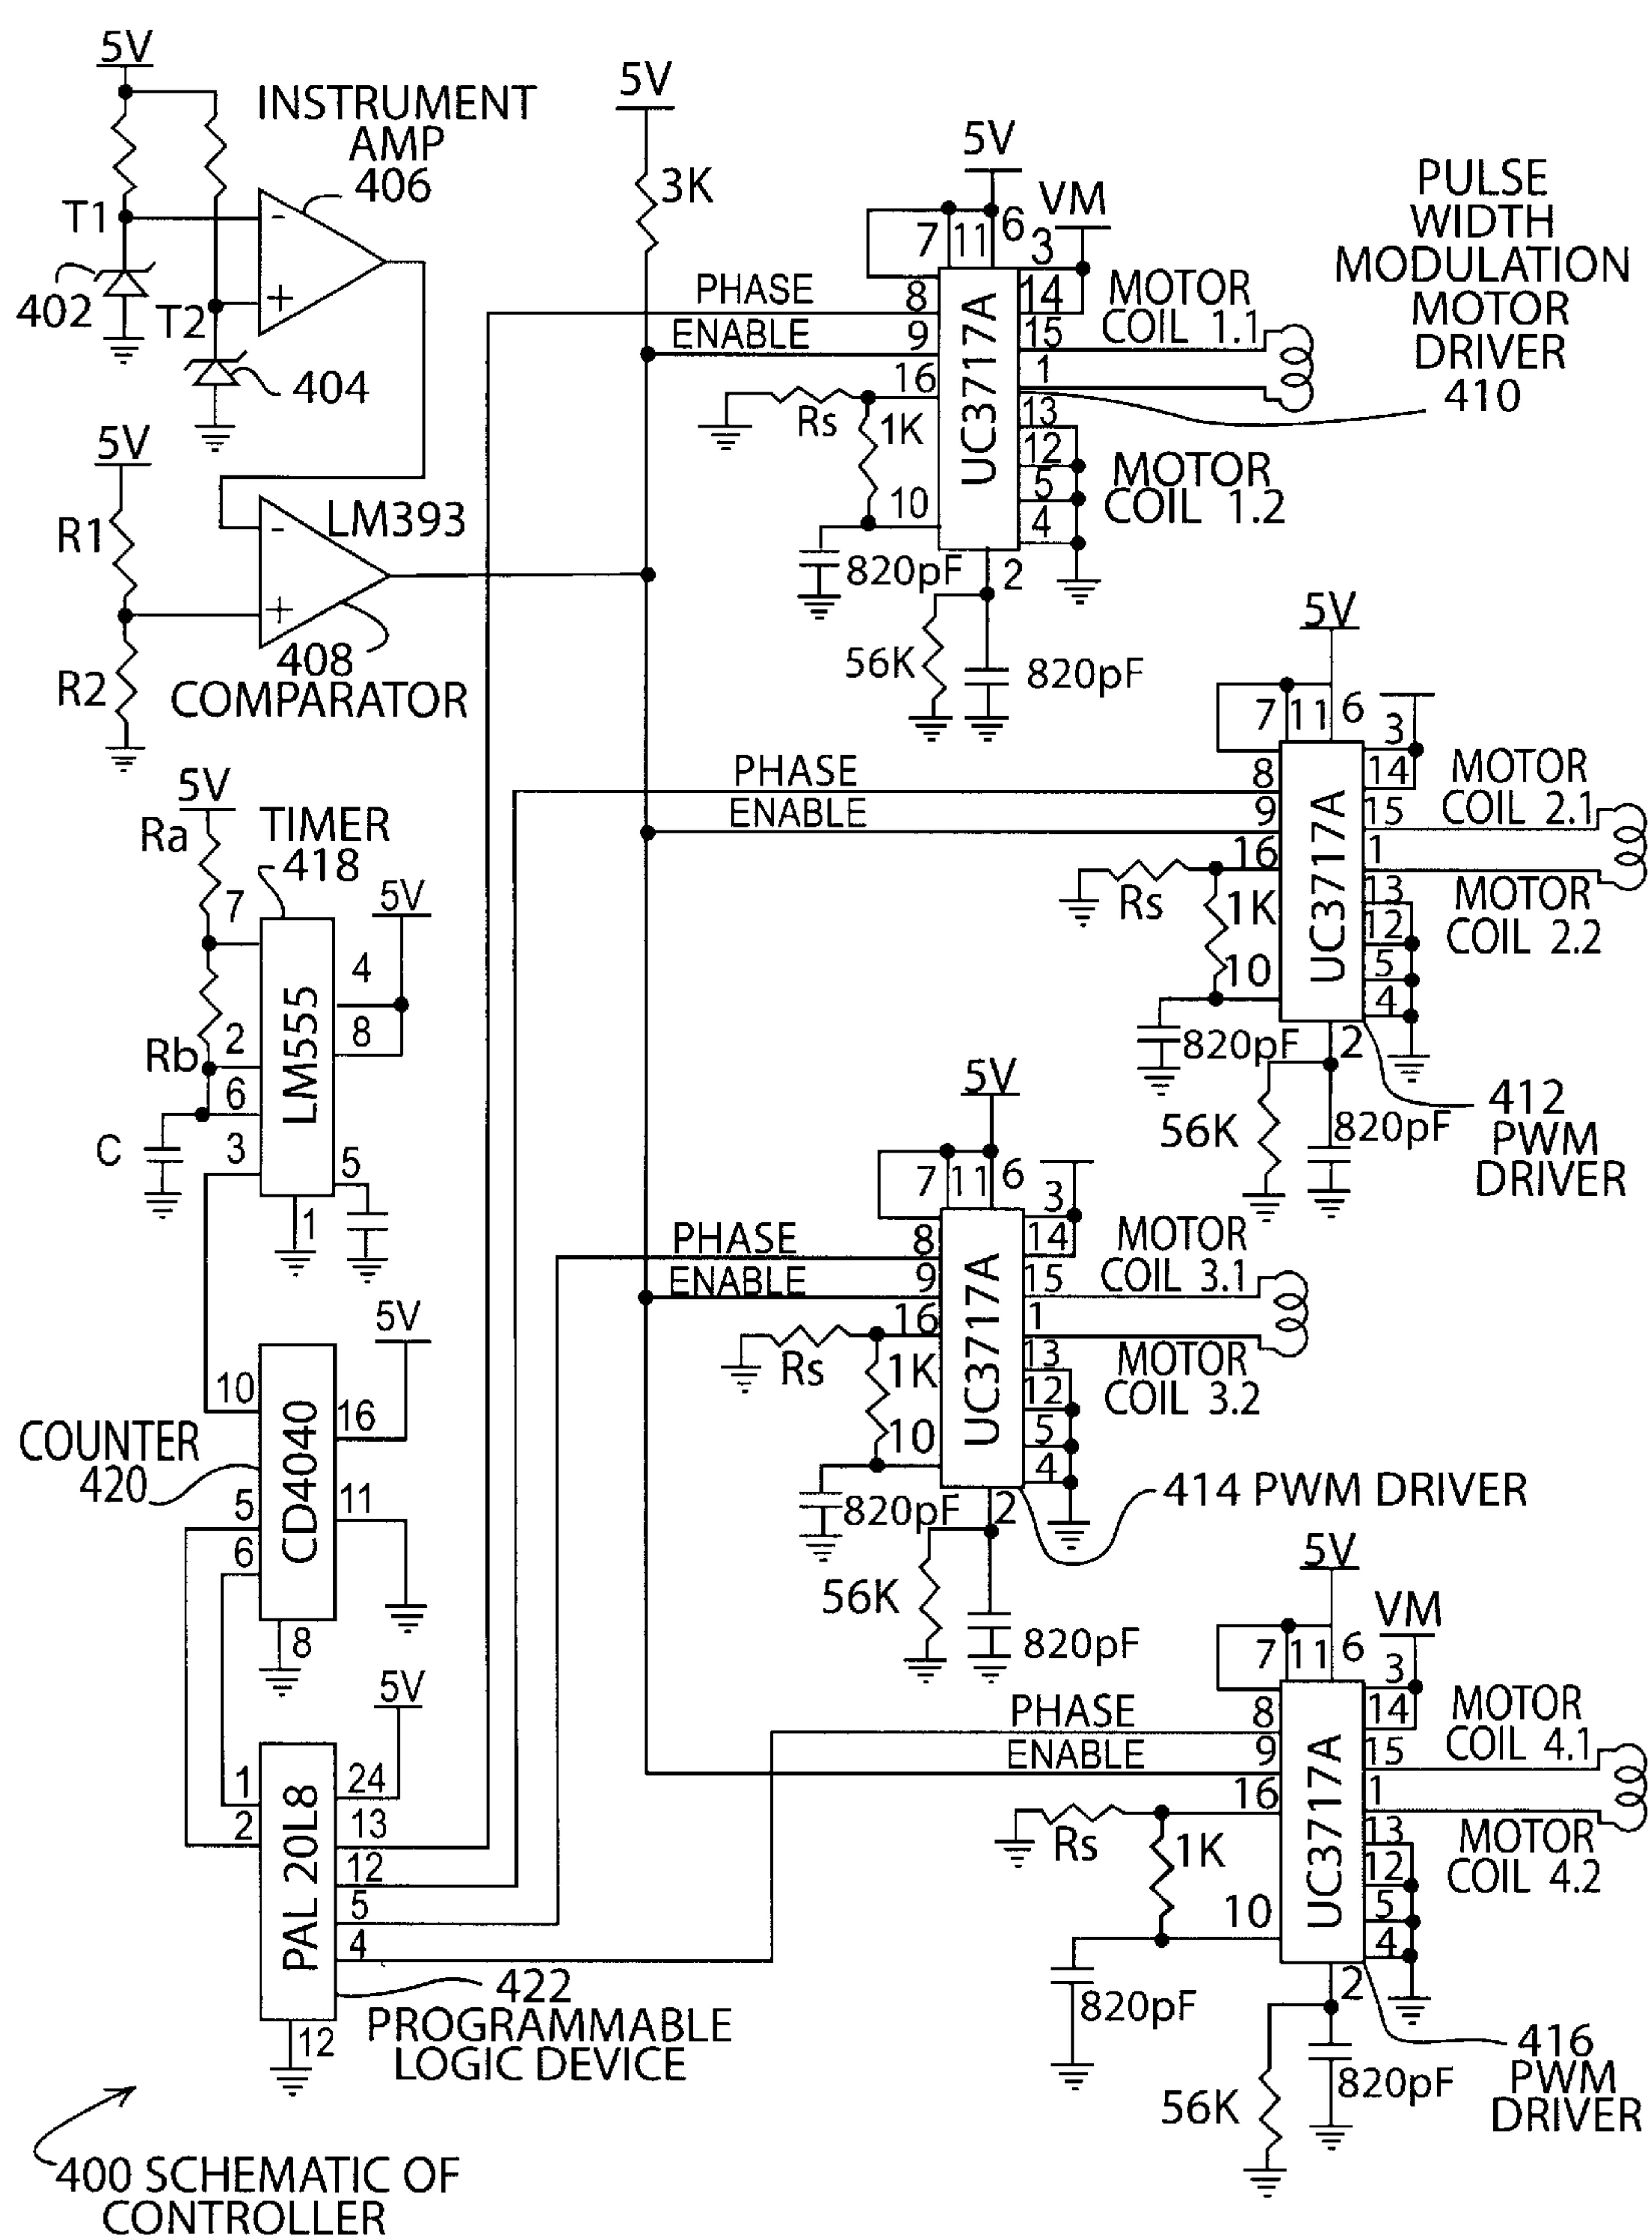 5V
INSTRUMENT
AMP
406
T1
-
+
402
T2
404
5V
R1
R2
LM393
-
+
408
COMPARATOR
5V
3K
5V
VM
7
11
6
3
PHASE
8
14
ENABLE
9
15
16
1
Rs
1K
13
12
5
10
4
UC3717A
820pF
2
56K
820pF
MOTOR
COIL 1.1
MOTOR
COIL 1.2
PULSE
WIDTH
MODULATION
MOTOR
DRIVER
410
5V
7
11
6
3
PHASE
8
14
ENABLE
9
15
16
1
Rs
1K
13
12
5
10
4
UC3717A
820pF
2
56K
820pF
MOTOR
COIL 2.1
MOTOR
COIL 2.2
412
PWM
DRIVER
5V
Ra
TIMER
418
7
5V
4
2
8
Rb
6
C
3
5
LM555
1
5V
10
16
COUNTER
420
5
11
6
CD4040
8
5V
1
24
2
13
12
5
4
PAL 20L8
12
422
PROGRAMMABLE
LOGIC DEVICE
5V
7
11
6
3
PHASE
8
14
ENABLE
9
15
16
1
Rs
1K
13
12
5
10
4
UC3717A
820pF
2
56K
820pF
MOTOR
COIL 3.1
MOTOR
COIL 3.2
414 PWM DRIVER
5V
VM
7
11
6
3
PHASE
8
14
ENABLE
9
15
16
1
Rs
1K
13
12
5
10
4
UC3717A
820pF
2
56K
820pF
MOTOR
COIL 4.1
MOTOR
COIL 4.2
416
PWM
DRIVER
400 SCHEMATIC OF
CONTROLLER